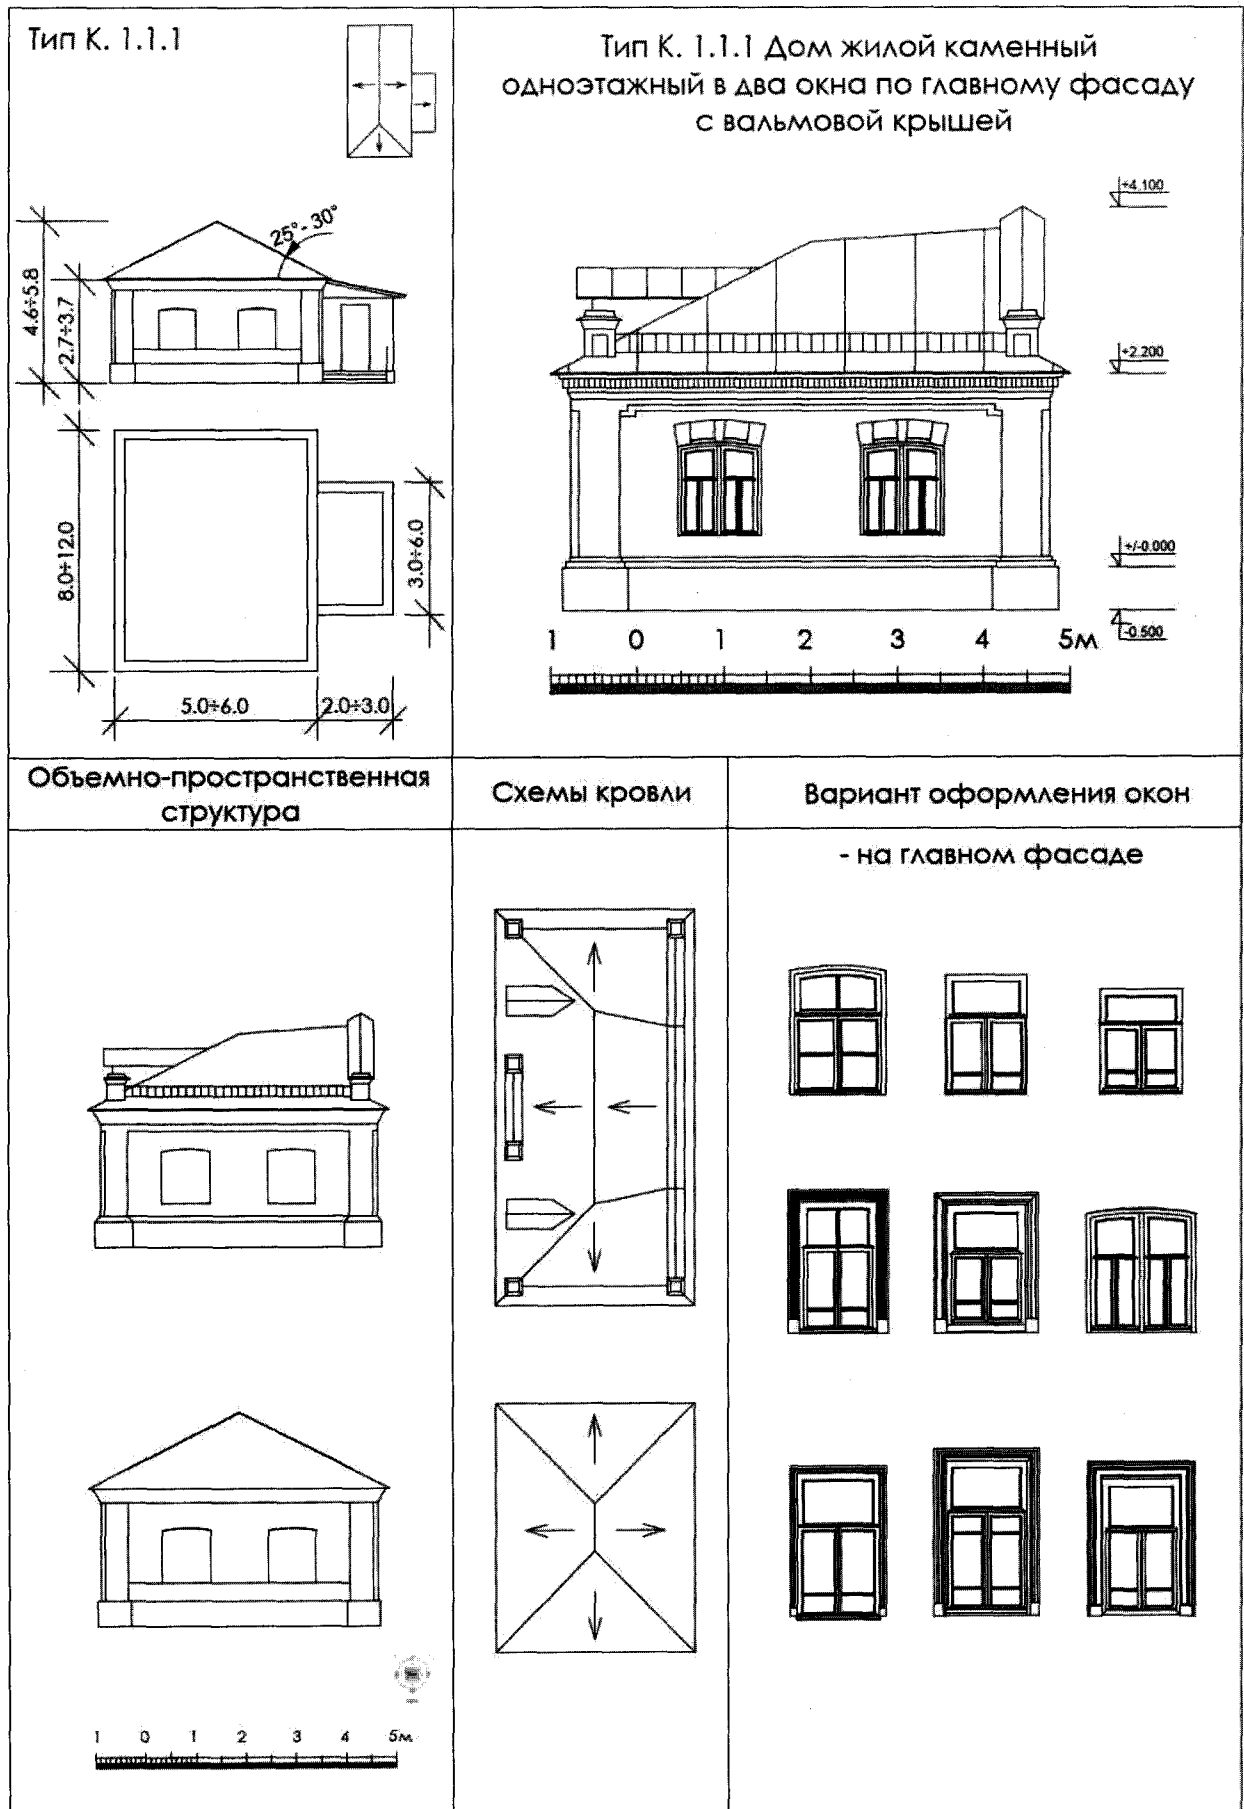 Тип К. 1.1.1
25°- 30°
4.6÷5.8
2.7÷3.7
8.0÷12.0
3.0÷6.0
5.0÷6.0
2.0÷3.0
Тип К. 1.1.1 Дом жилой каменный
одноэтажный в два окна по главному фасаду
с вальмовой крышей
+4.100
+2.200
+/-0.000
-0.500
1 0 1 2 3 4 5м
Объемно-пространственная
структура
Схемы кровли
Вариант оформления окон
- на главном фасаде
1 0 1 2 3 4 5м